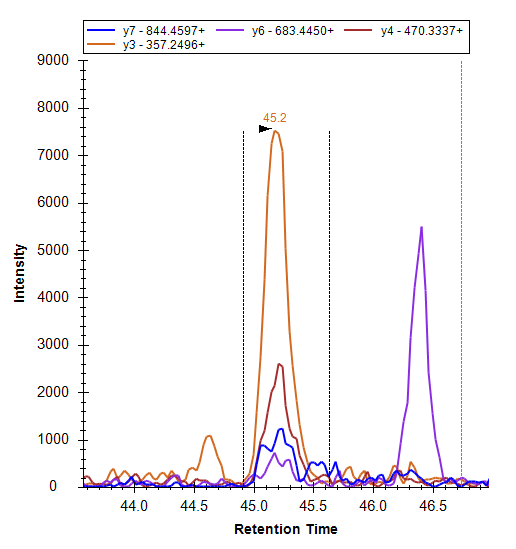 y7 - 844.4597+ y6 - 683.4450+ y4 - 470.3337+
y3 - 357.2496+
9000
8000
7000
6000
5000
4000
3000
2000
1000
0
Intensity
45.2
44.0 44.5 45.0 45.5 46.0 46.5
Retention Time